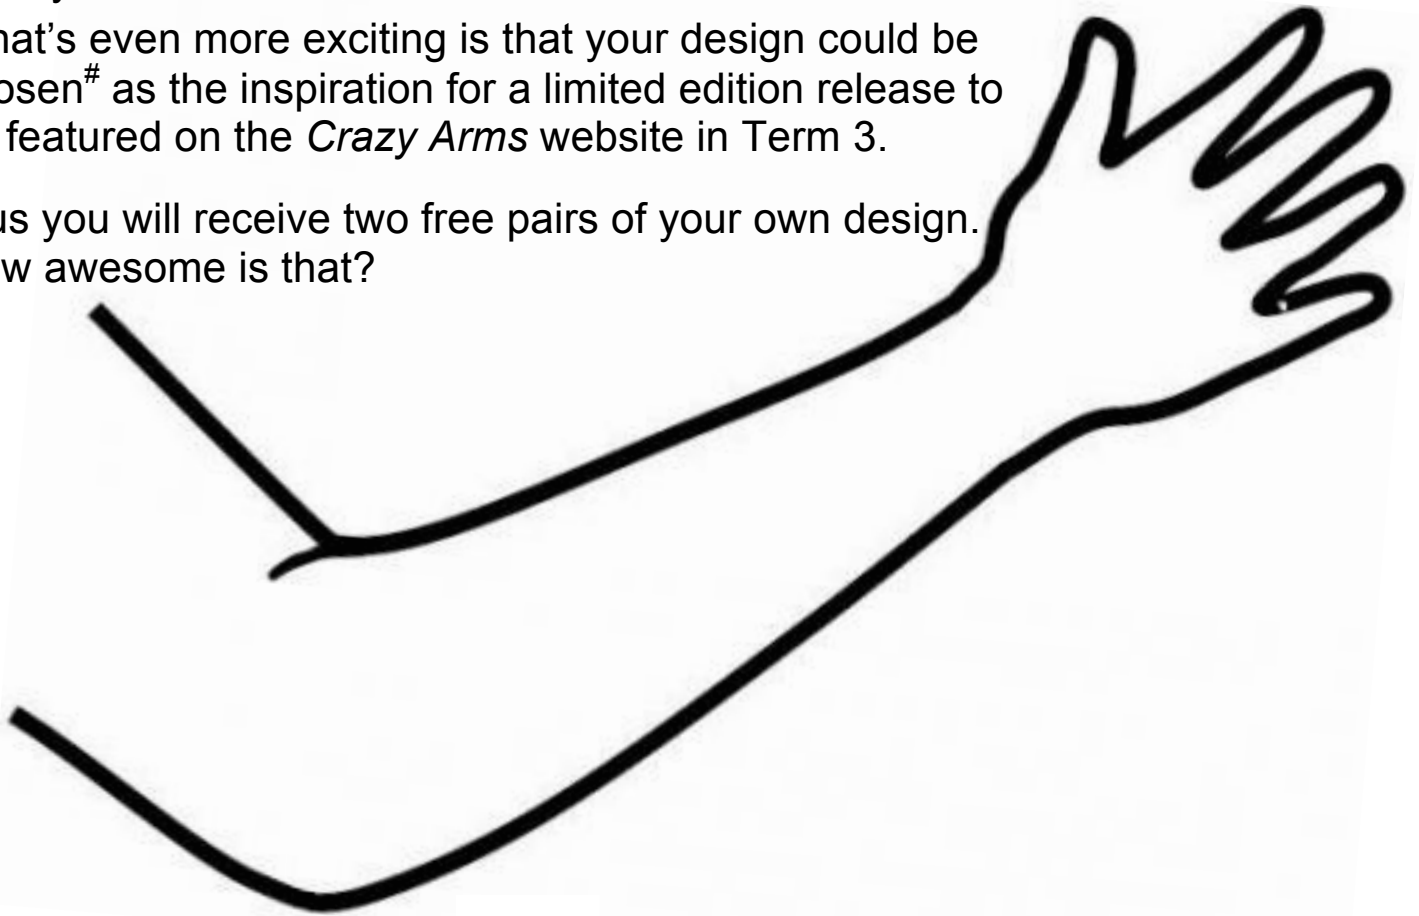 hat's even more exciting is that your design could be
osen# as the inspiration for a limited edition release to
featured on the Crazy Arms website in Term 3.
us you will receive two free pairs of your own design.
w awesome is that?